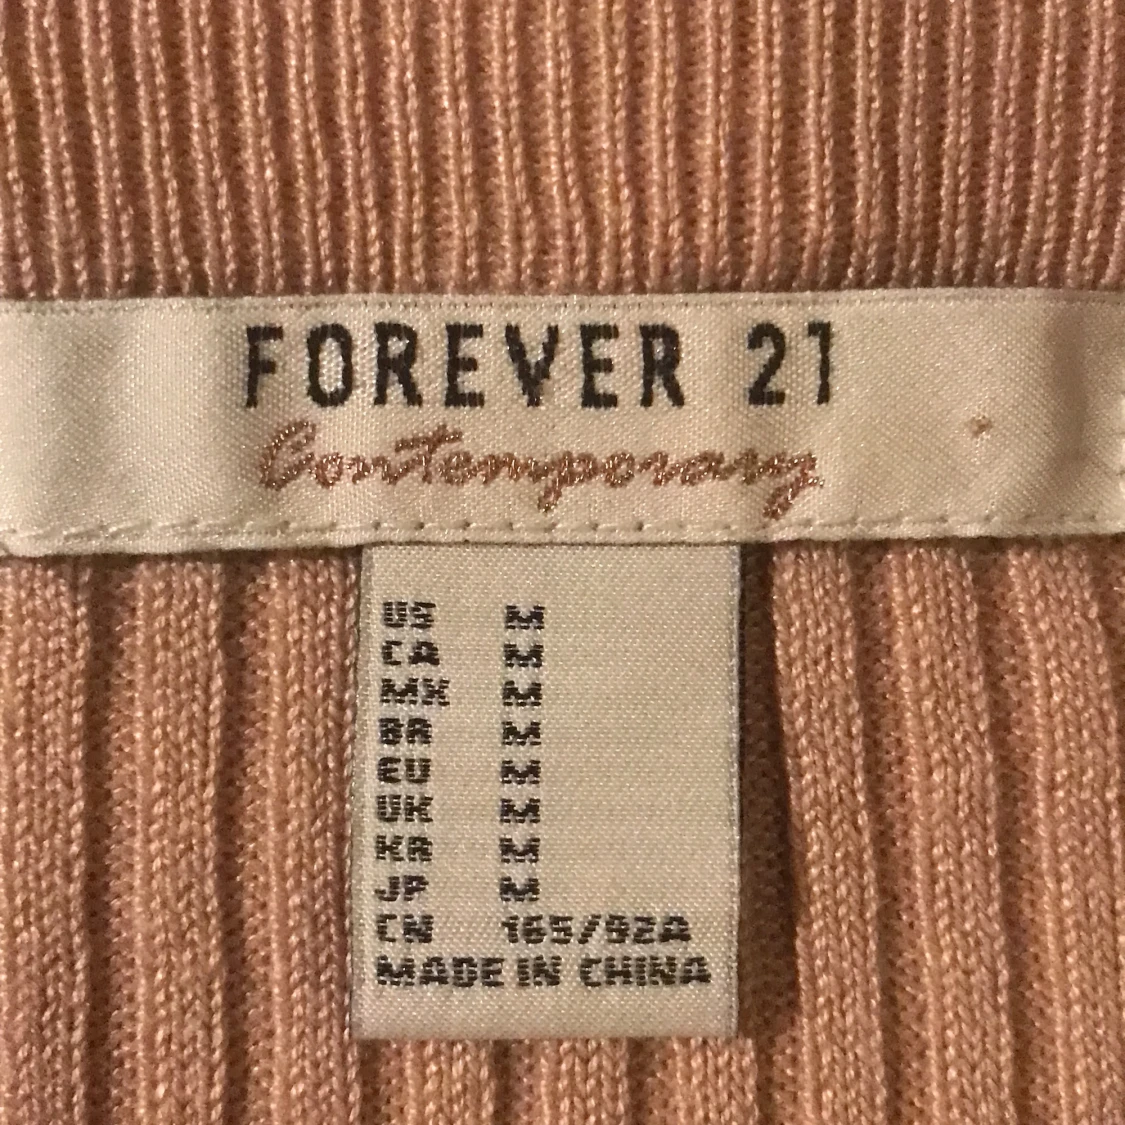 FOREVER 21
Contemporary
US M
CA M
MX M
BR M
EU M
UK M
KR M
JP M
CN 165/92A
MADE IN CHINA